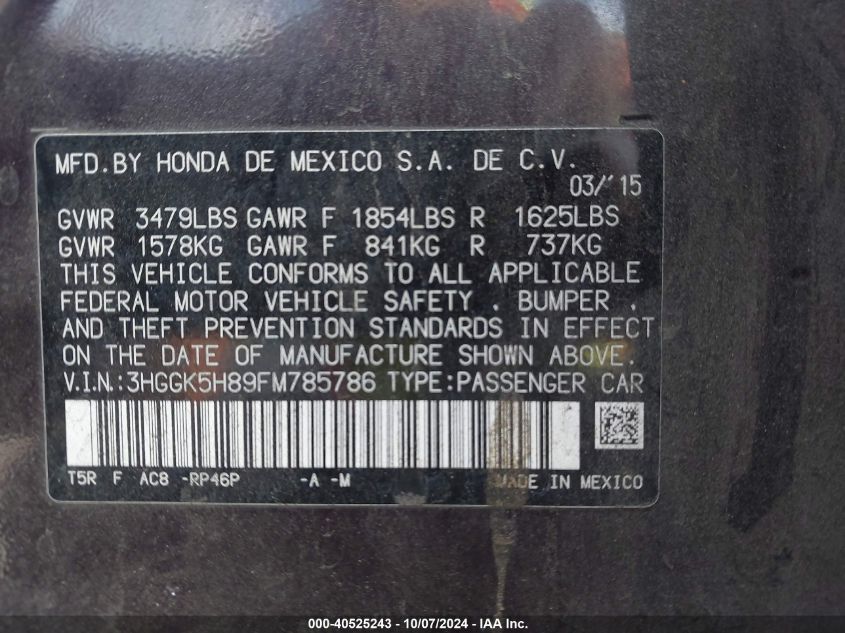 MFD.BY HONDA DE MEXICO S.A. DE C.V.
03/'15
GVWR 3479LBS GAWR F 1854LBS R 1625LBS
GVWR 1578KG GAWR F 841KG R 737KG
THIS VEHICLE CONFORMS TO ALL APPLICABLE
FEDERAL MOTOR VEHICLE SAFETY , BUMPER ,
AND THEFT PREVENTION STANDARDS IN EFFECT
ON THE DATE OF MANUFACTURE SHOWN ABOVE.
V.I.N.:3HGGK5H89FM785786 TYPE:PASSENGER CAR
T5R F AC8 -RP46P -A -M MADE IN MEXICO
000-40525243 - 10/07/2024 - IAA Inc.